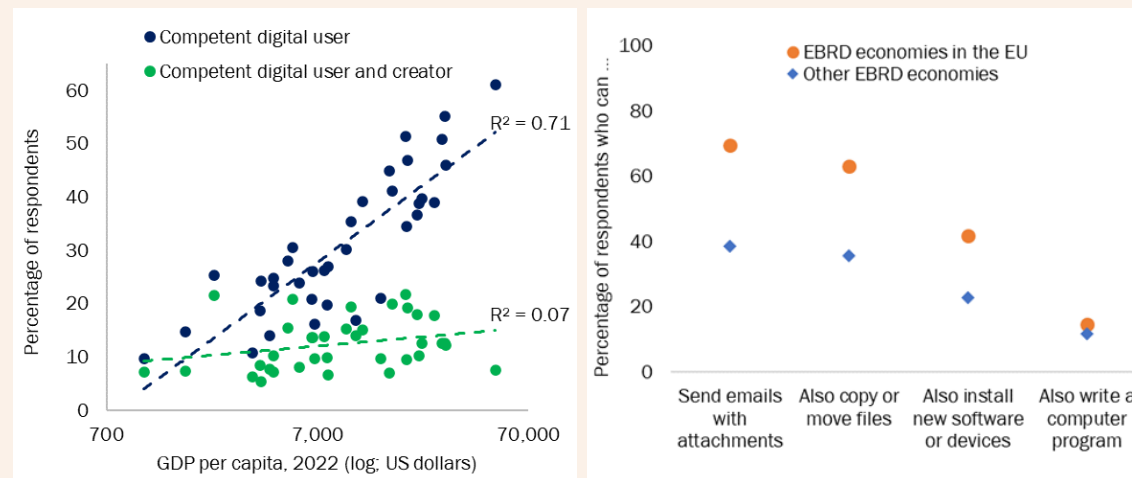 Competent digital user
Competent digital user and creator
Percentage of respondents
60
50
40
30
20
10
0
R² = 0.71
R² = 0.07
700
7,000
70,000
GDP per capita, 2022 (log; US dollars)
EBRD economies in the EU
Other EBRD economies
Percentage of respondents who can ...
100
80
60
40
20
0
Send emails
with
attachments
Also copy or
move files
Also install
new software
or devices
Also write a
computer
program